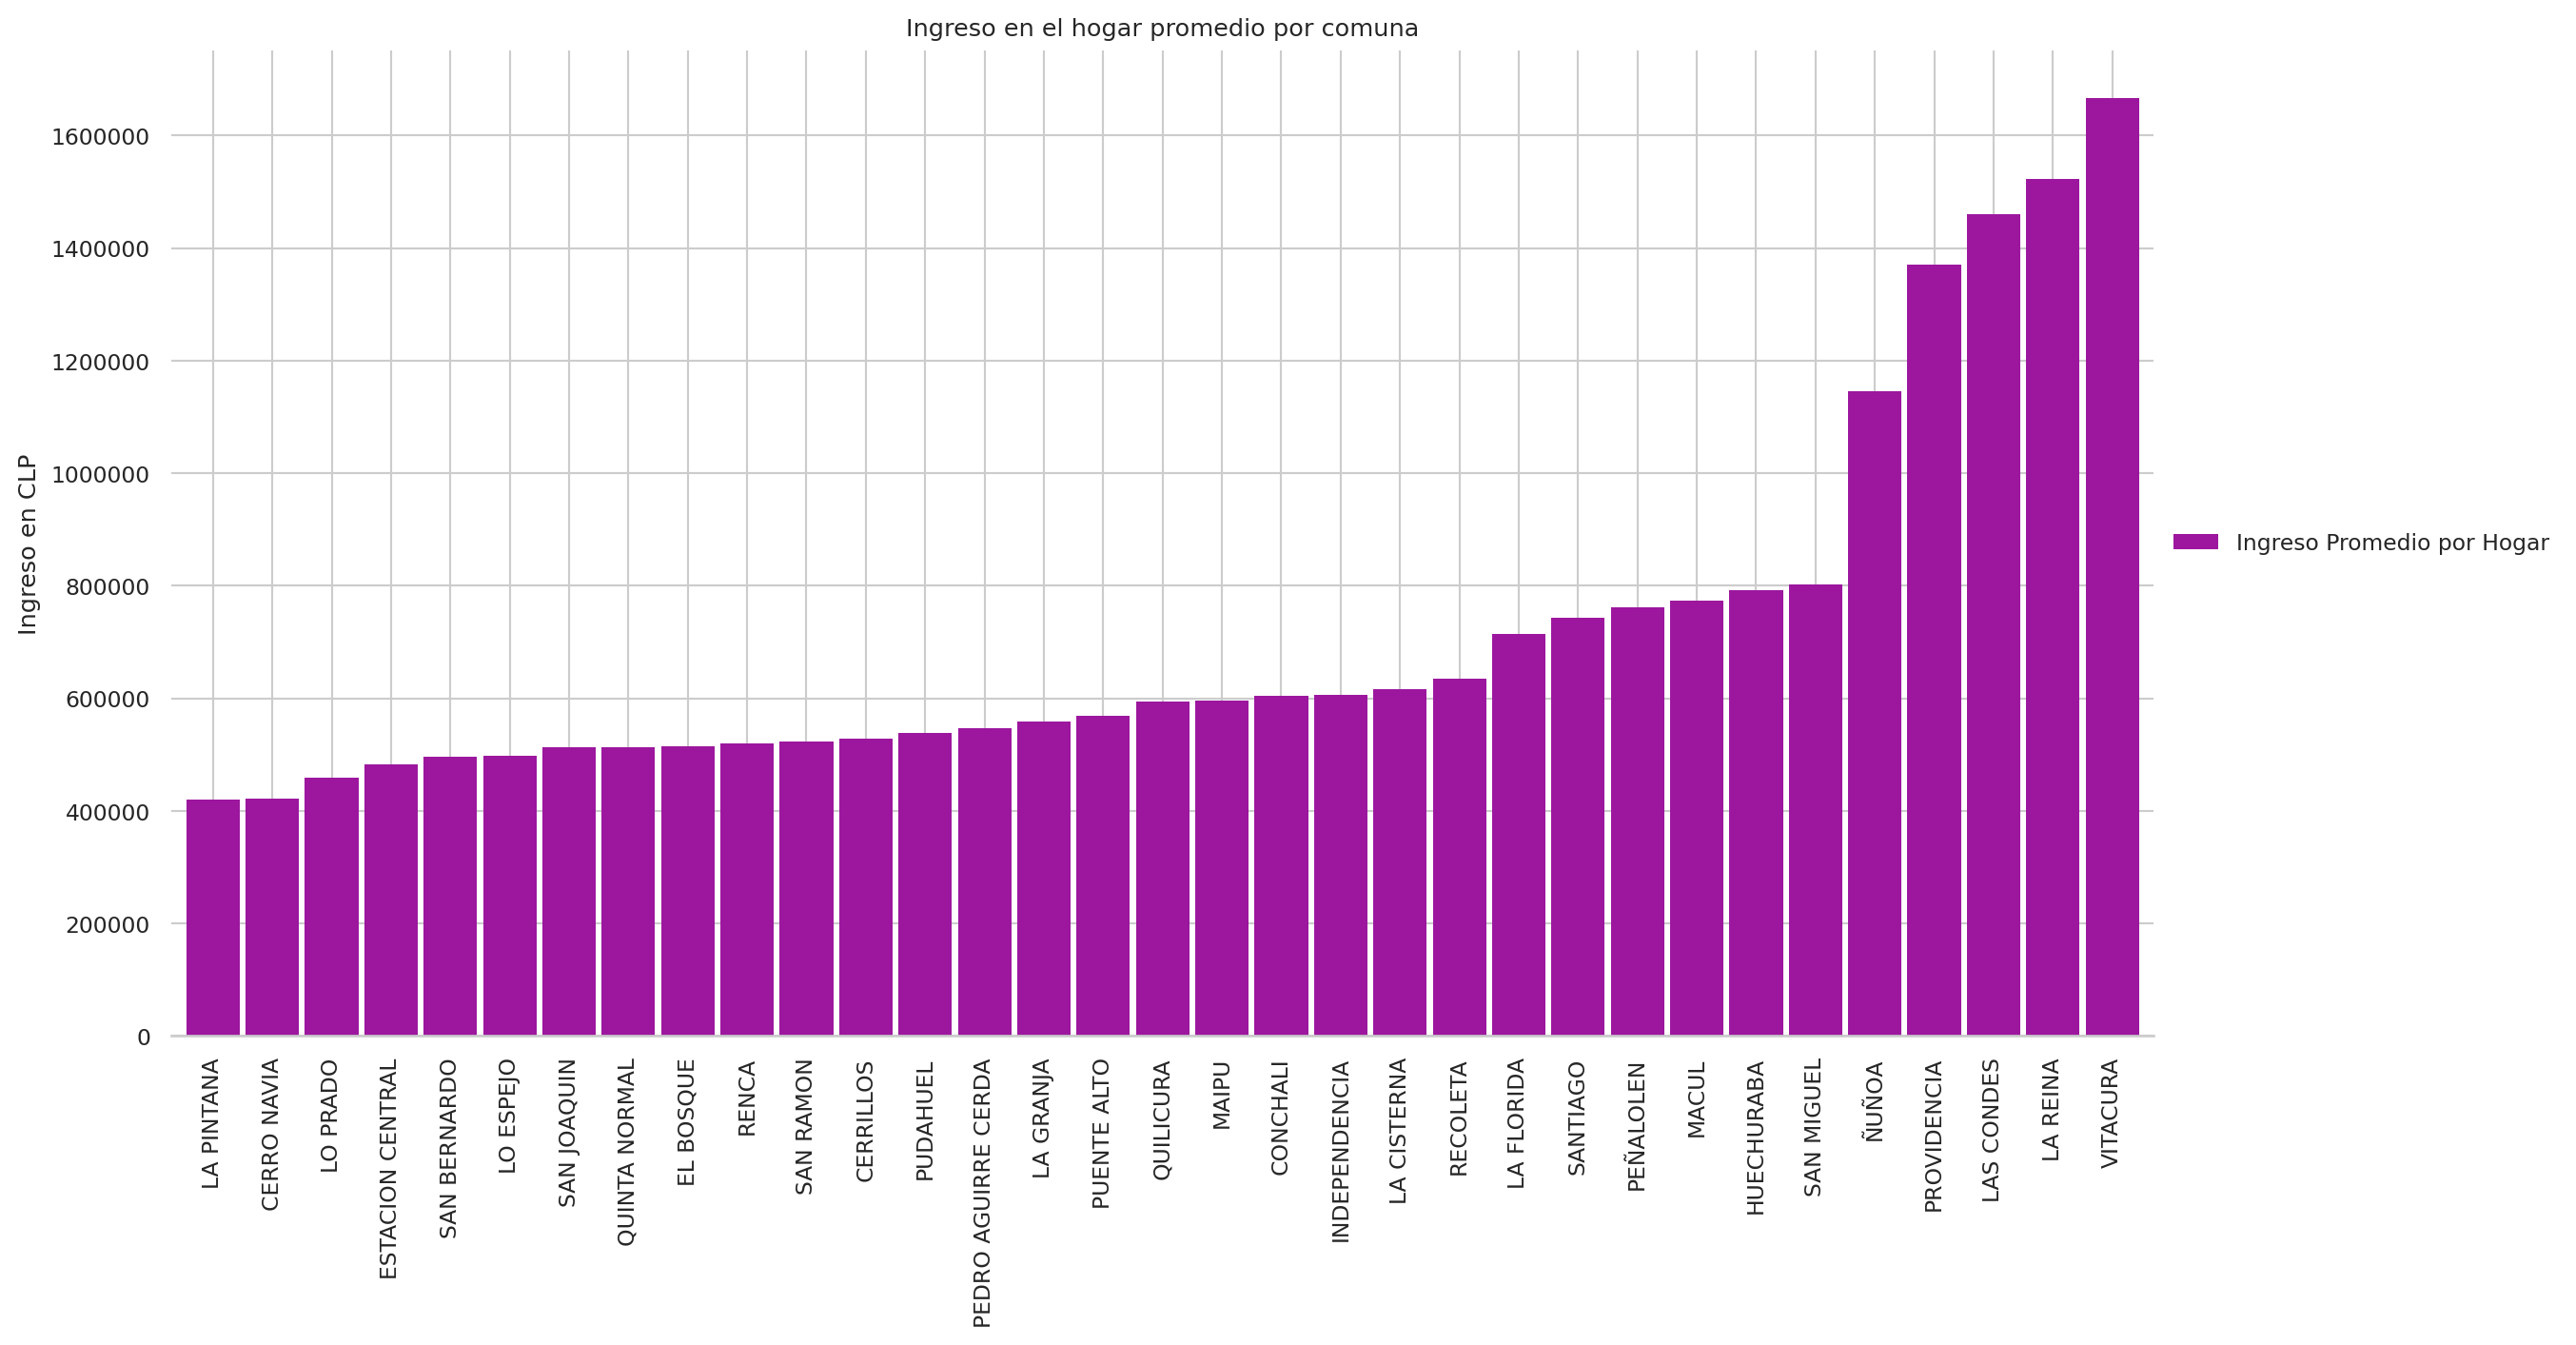 Ingreso en el hogar promedio por comuna
1600000
1400000
1200000
1000000
800000
600000
400000
200000
0
Ingreso en CLP
Ingreso Promedio por Hogar
LA PINTANA
CERRO NAVIA
LO PRADO
ESTACION CENTRAL
SAN BERNARDO
LO ESPEJO
SAN JOAQUIN
QUINTA NORMAL
EL BOSQUE
RENCA
SAN RAMON
CERRILLOS
PUDAHUEL
PEDRO AGUIRRE CERDA
LA GRANJA
PUENTE ALTO
QUILICURA
MAIPU
CONCHALI
INDEPENDENCIA
LA CISTERNA
RECOLETA
LA FLORIDA
SANTIAGO
PEÑALOLEN
MACUL
HUECHURABA
SAN MIGUEL
ÑUÑOA
PROVIDENCIA
LAS CONDES
LA REINA
VITACURA